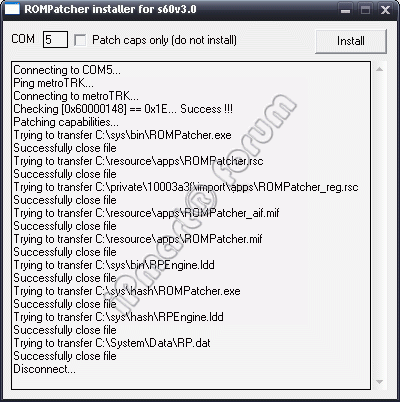 ROMPatcher installer for s60v3.0
COM 5 Patch caps only (do not install) Install
Connecting to COM5...
Ping metroTRK...
Connecting to metroTRK...
Checking [0x60000148] == 0x1E... Success !!!
Patching capabilities...
Trying to transfer C:\sys\bin\ROMPatcher.exe
Successfully close file
Trying to transfer C:\resource\apps\ROMPatcher.rsc
Successfully close file
Trying to transfer C:\private\10003a3f\import\apps\ROMPatcher_reg.rsc
Successfully close file
Trying to transfer C:\resource\apps\ROMPatcher_aif.mif
Successfully close file
Trying to transfer C:\resource\apps\ROMPatcher.mif
Successfully close file
Trying to transfer C:\sys\bin\RPEngine.ldd
Successfully close file
Trying to transfer C:\sys\hash\ROMPatcher.exe
Successfully close file
Trying to transfer C:\sys\hash\RPEngine.ldd
Successfully close file
Trying to transfer C:\System\Data\RP.dat
Successfully close file
Disconnect...
iPmart® forum